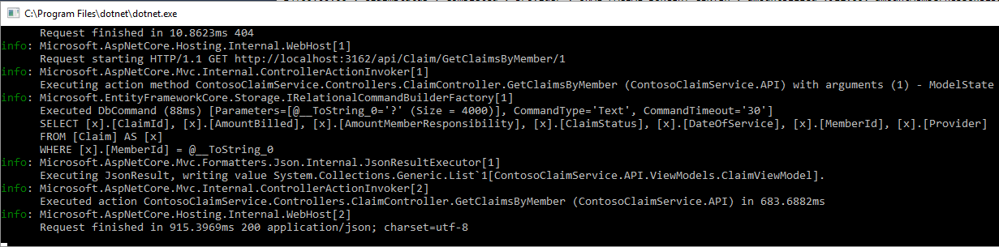 C:\Program Files\dotnet\dotnet.exe
Request finished in 10.8623ms 404
info: Microsoft.AspNetCore.Hosting.Internal.WebHost[1]
Request starting HTTP/1.1 GET http://localhost:3162/api/Claim/GetClaimsByMember/1
info: Microsoft.AspNetCore.Mvc.Internal.ControllerActionInvoker[1]
Executing action method ContosoClaimService.Controllers.ClaimController.GetClaimsByMember (ContosoClaimService.API) with arguments (1) - ModelState
info: Microsoft.EntityFrameworkCore.Storage.IRelationalCommandBuilderFactory[1]
Executed DbCommand (88ms) [Parameters=[@__ToString_0='?' (Size = 4000)], CommandType='Text', CommandTimeout='30']
SELECT [x].[ClaimId], [x].[AmountBilled], [x].[AmountMemberResponsibility], [x].[ClaimStatus], [x].[DateOfService], [x].[MemberId], [x].[Provider]
FROM [Claim] AS [x]
WHERE [x].[MemberId] = @__ToString_0
info: Microsoft.AspNetCore.Mvc.Formatters.Json.Internal.JsonResultExecutor[1]
Executing JsonResult, writing value System.Collections.Generic.List`1[ContosoClaimService.API.ViewModels.ClaimViewModel].
info: Microsoft.AspNetCore.Mvc.Internal.ControllerActionInvoker[2]
Executed action ContosoClaimService.Controllers.ClaimController.GetClaimsByMember (ContosoClaimService.API) in 683.6882ms
info: Microsoft.AspNetCore.Hosting.Internal.WebHost[2]
Request finished in 915.3969ms 200 application/json; charset=utf-8